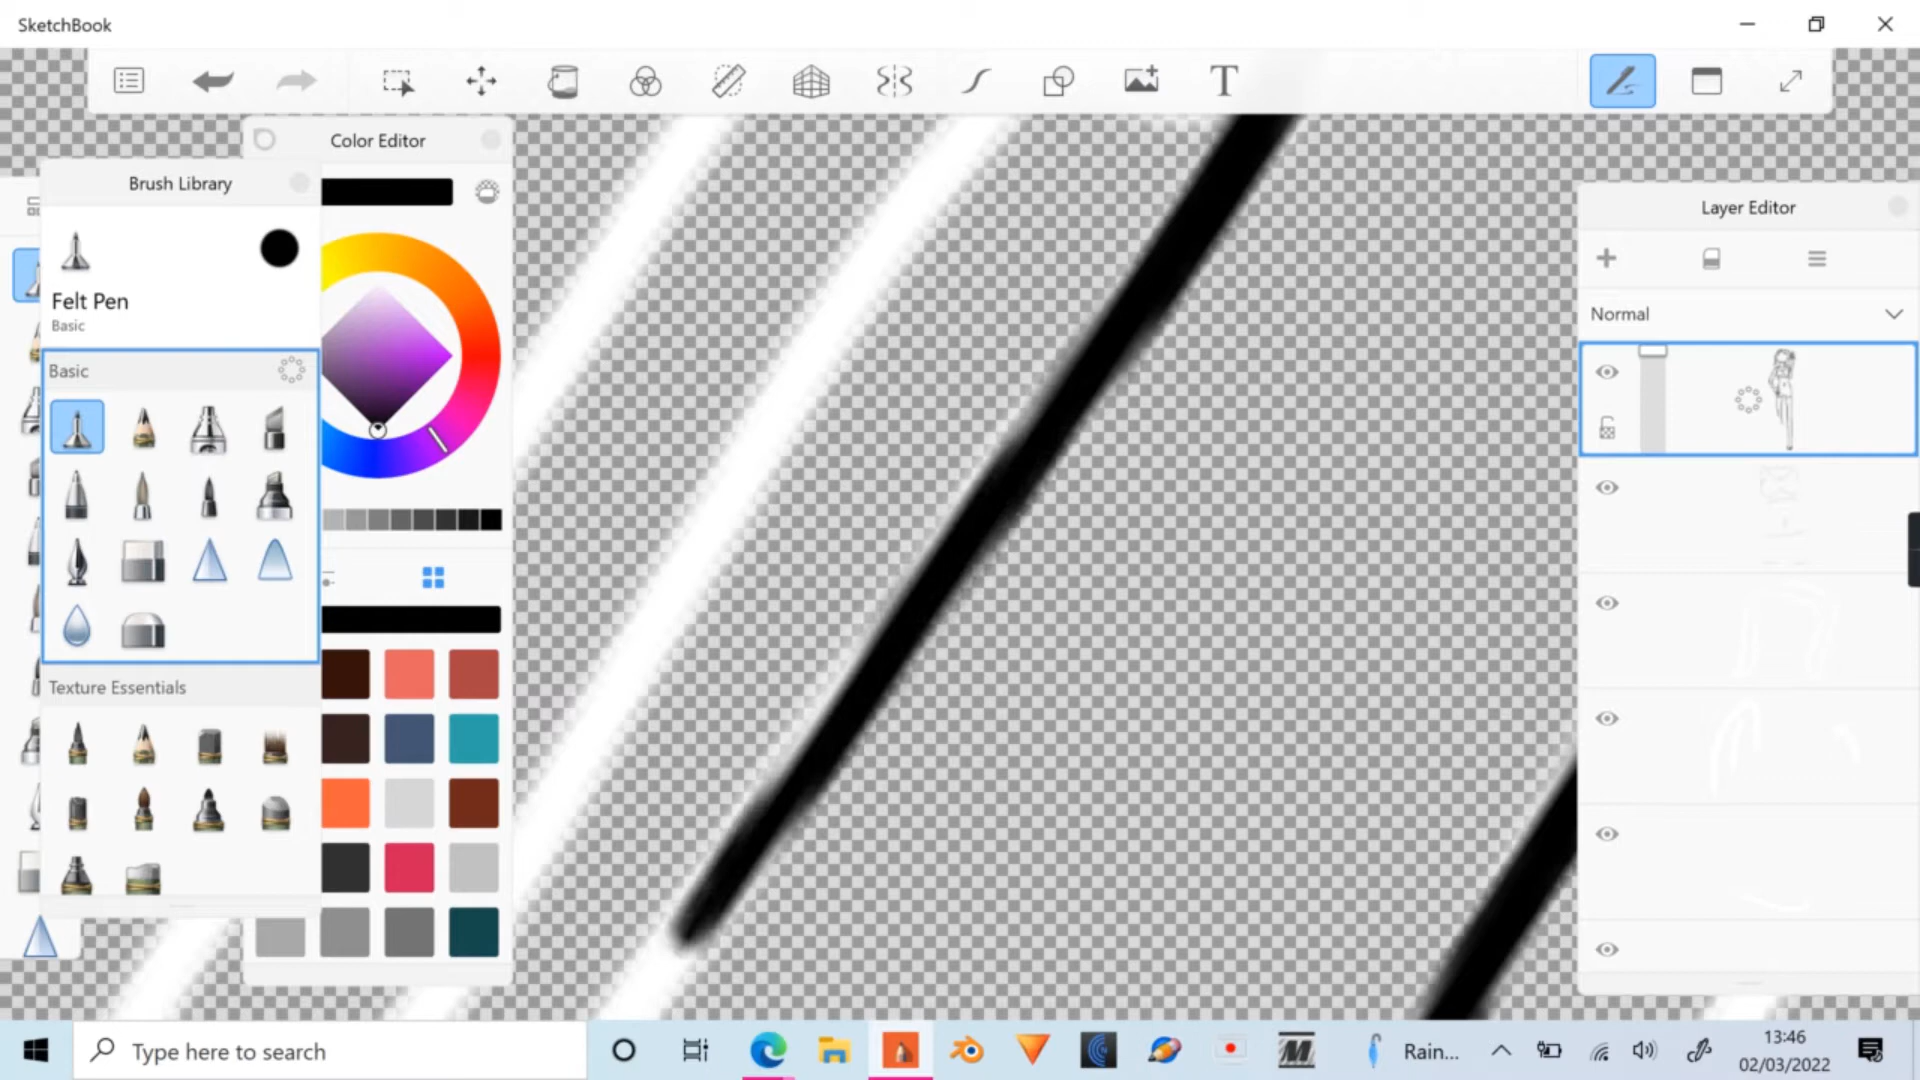 SketchBook
T
Color Editor
Brush Library
Felt Pen
Basic
Basic
Texture Essentials
Layer Editor
Normal
Type here to search
Rain...
13:46
02/03/2022